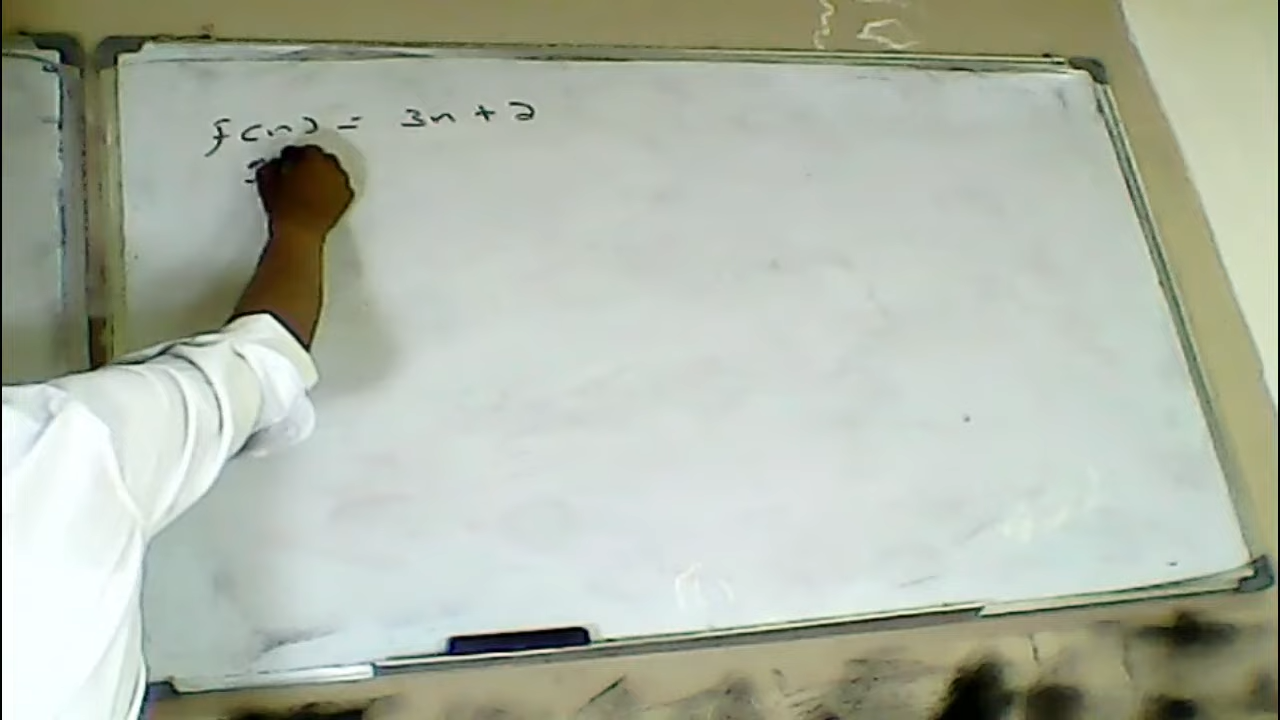 f(n) = 3n + 2